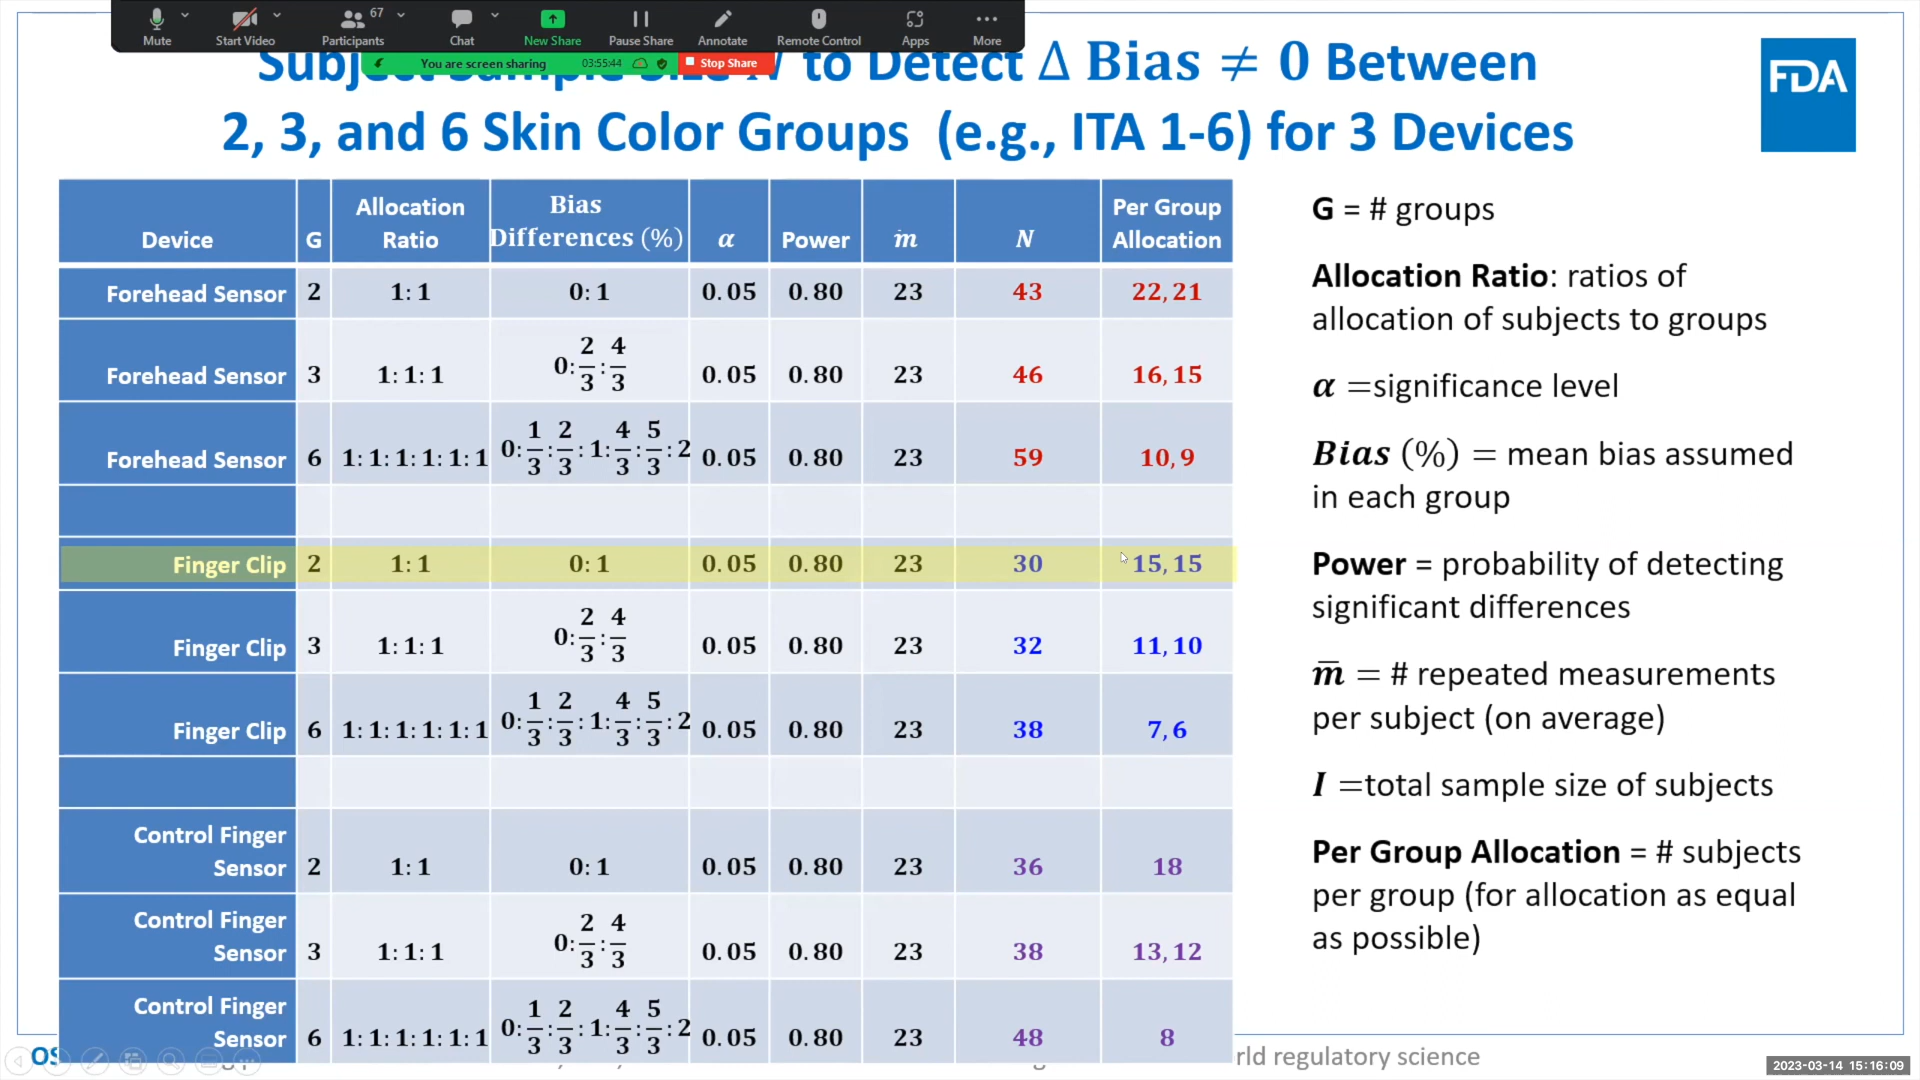 Mute
Start Video
Participants 67
Chat
New Share
Pause Share
Annotate
Remote Control
Apps
More
You are screen sharing 03:55:44 Stop Share
to Detect Δ Bias ≠ 0 Between
2, 3, and 6 Skin Color Groups (e.g., ITA 1-6) for 3 Devices
FDA
Device G Allocation Ratio Bias Differences (%) α Power m N Per Group Allocation
Forehead Sensor 2 1:1 0:1 0.05 0.80 23 43 22,21
Forehead Sensor 3 1:1:1 0:2/3:4/3 0.05 0.80 23 46 16,15
Forehead Sensor 6 1:1:1:1:1:1 0:1/3:2/3:1:4/3:5/3:2 0.05 0.80 23 59 10,9
Finger Clip 2 1:1 0:1 0.05 0.80 23 30 15,15
Finger Clip 3 1:1:1 0:2/3:4/3 0.05 0.80 23 32 11,10
Finger Clip 6 1:1:1:1:1:1 0:1/3:2/3:1:4/3:5/3:2 0.05 0.80 23 38 7,6
Control Finger Sensor 2 1:1 0:1 0.05 0.80 23 36 18
Control Finger Sensor 3 1:1:1 0:2/3:4/3 0.05 0.80 23 38 13,12
Control Finger Sensor 6 1:1:1:1:1:1 0:1/3:2/3:1:4/3:5/3:2 0.05 0.80 23 48 8
G = # groups
Allocation Ratio: ratios of
allocation of subjects to groups
α =significance level
Bias (%) = mean bias assumed
in each group
Power = probability of detecting
significant differences
m̅ = # repeated measurements
per subject (on average)
I =total sample size of subjects
Per Group Allocation = # subjects
per group (for allocation as equal
as possible)
regulatory science
2023-03-14 15:16:09